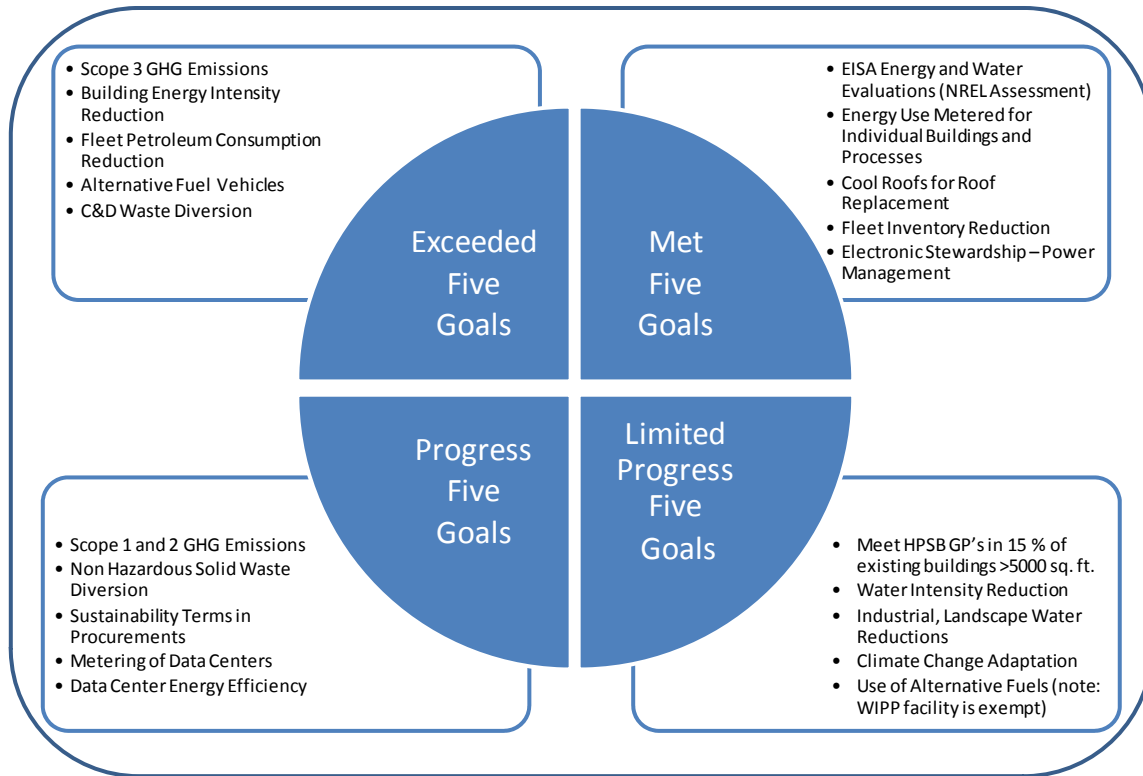 • Scope 3 GHG Emissions
• Building Energy Intensity
Reduction
• Fleet Petroleum Consumption
Reduction
• Alternative Fuel Vehicles
• C&D Waste Diversion
• EISA Energy and Water
Evaluations (NREL Assessment)
• Energy Use Metered for
Individual Buildings and
Processes
• Cool Roofs for Roof
Replacement
• Fleet Inventory Reduction
• Electronic Stewardship – Power
Management
Exceeded
Five
Goals
Met
Five
Goals
Progress
Five
Goals
Limited
Progress
Five
Goals
• Scope 1 and 2 GHG Emissions
• Non Hazardous Solid Waste
Diversion
• Sustainability Terms in
Procurements
• Metering of Data Centers
• Data Center Energy Efficiency
• Meet HPSB GP's in 15 % of
existing buildings >5000 sq. ft.
• Water Intensity Reduction
• Industrial, Landscape Water
Reductions
• Climate Change Adaptation
• Use of Alternative Fuels (note:
WIPP facility is exempt)